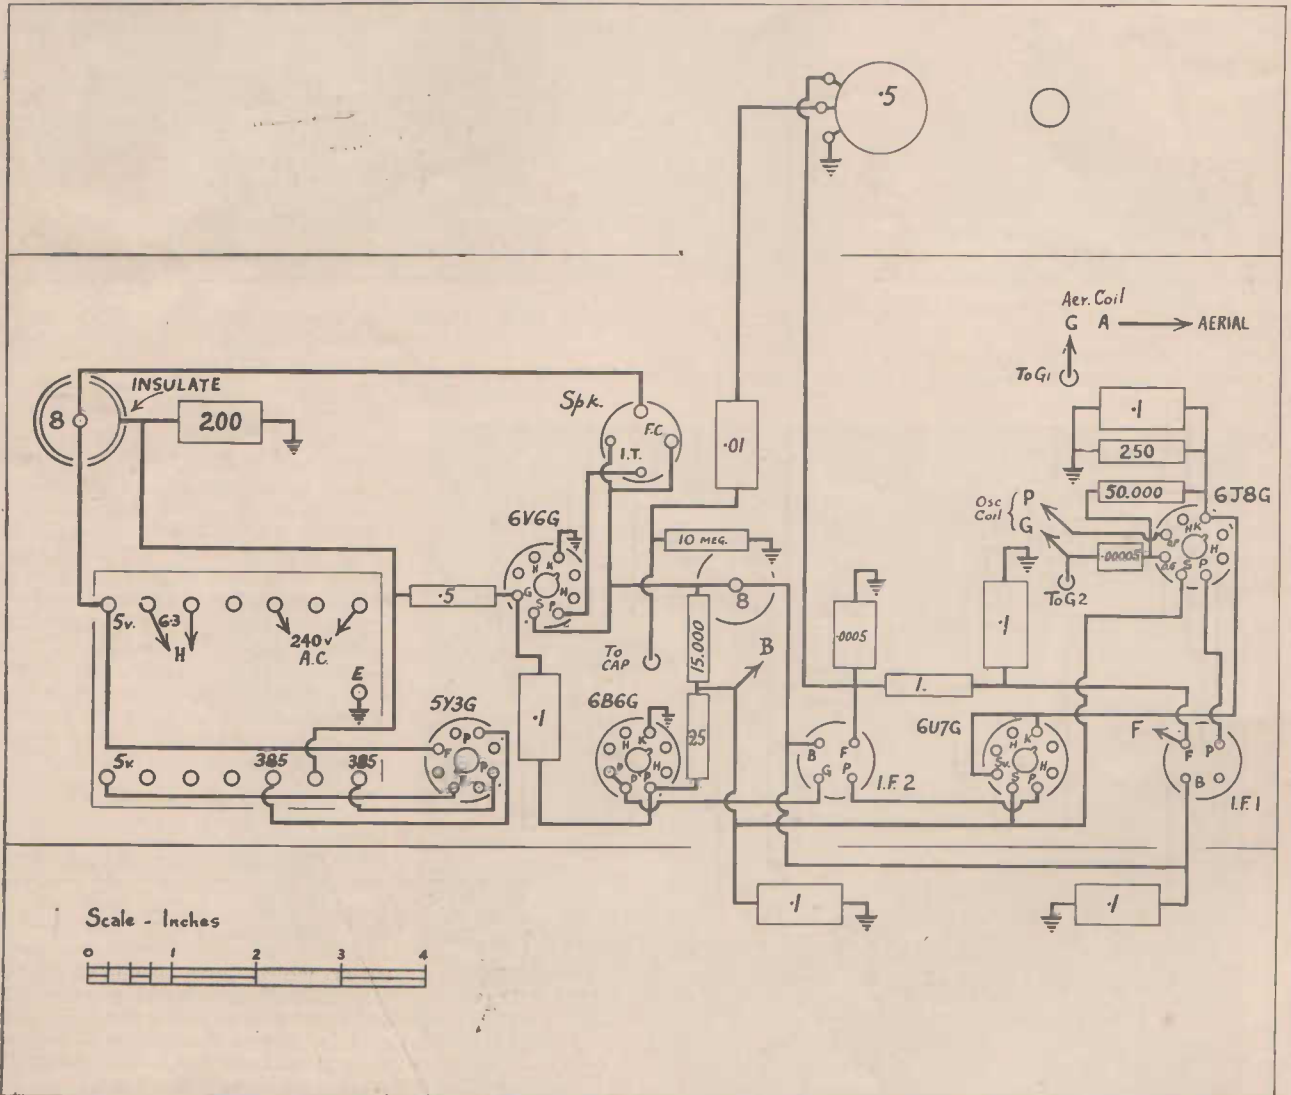 .5
Aer. Coil
G A AERIAL
To G1
INSULATE
8
200
Spk.
F.C
I.T.
.01
.1
250
50.000
6J8G
Osc Coil { P G
H K
O.P
H
O.G S P
.00005
To G2
6V6G
H K
G H
S P
10 MEG.
8
.5
.0005
.1
5v. 6.3
H
240v
A.C.
E
To
CAP
15.000
B
1.
.1
5Y3G
P
F P
F
6B6G
H K
P H
P P
.25
B F
G P
I.F. 2
6U7G
H K
Su. H
S P
F
F P
B
I.F. 1
5v. 385 385
.1
.1
Scale - Inches
0 1 2 3 4